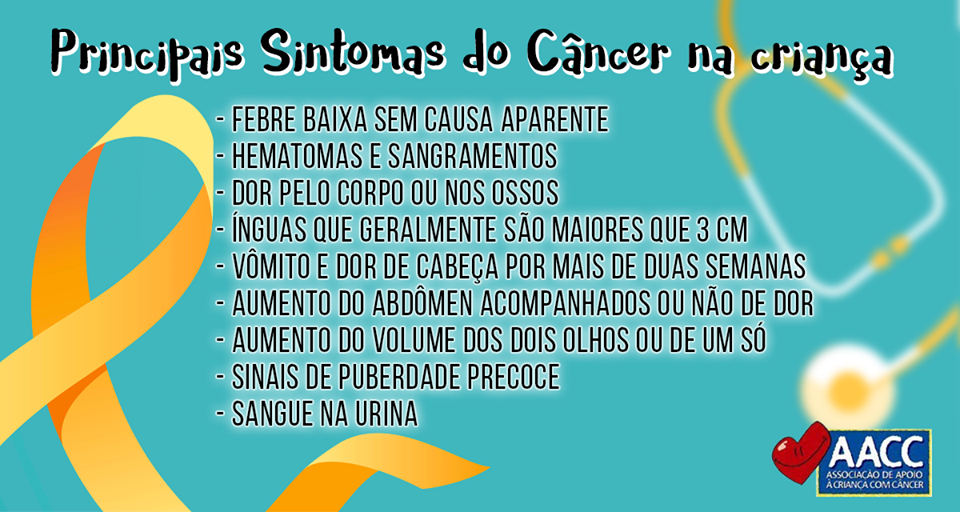 Principais Sintomas do Câncer na criança
- FEBRE BAIXA SEM CAUSA APARENTE
- HEMATOMAS E SANGRAMENTOS
- DOR PELO CORPO OU NOS OSSOS
- ÍNGUAS QUE GERALMENTE SÃO MAIORES QUE 3 CM
- VÔMITO E DOR DE CABEÇA POR MAIS DE DUAS SEMANAS
- AUMENTO DO ABDÔMEN ACOMPANHADOS OU NÃO DE DOR
- AUMENTO DO VOLUME DOS DOIS OLHOS OU DE UM SÓ
- SINAIS DE PUBERDADE PRECOCE
- SANGUE NA URINA
AACC
ASSOCIAÇÃO DE APOIO
À CRIANÇA COM CÂNCER